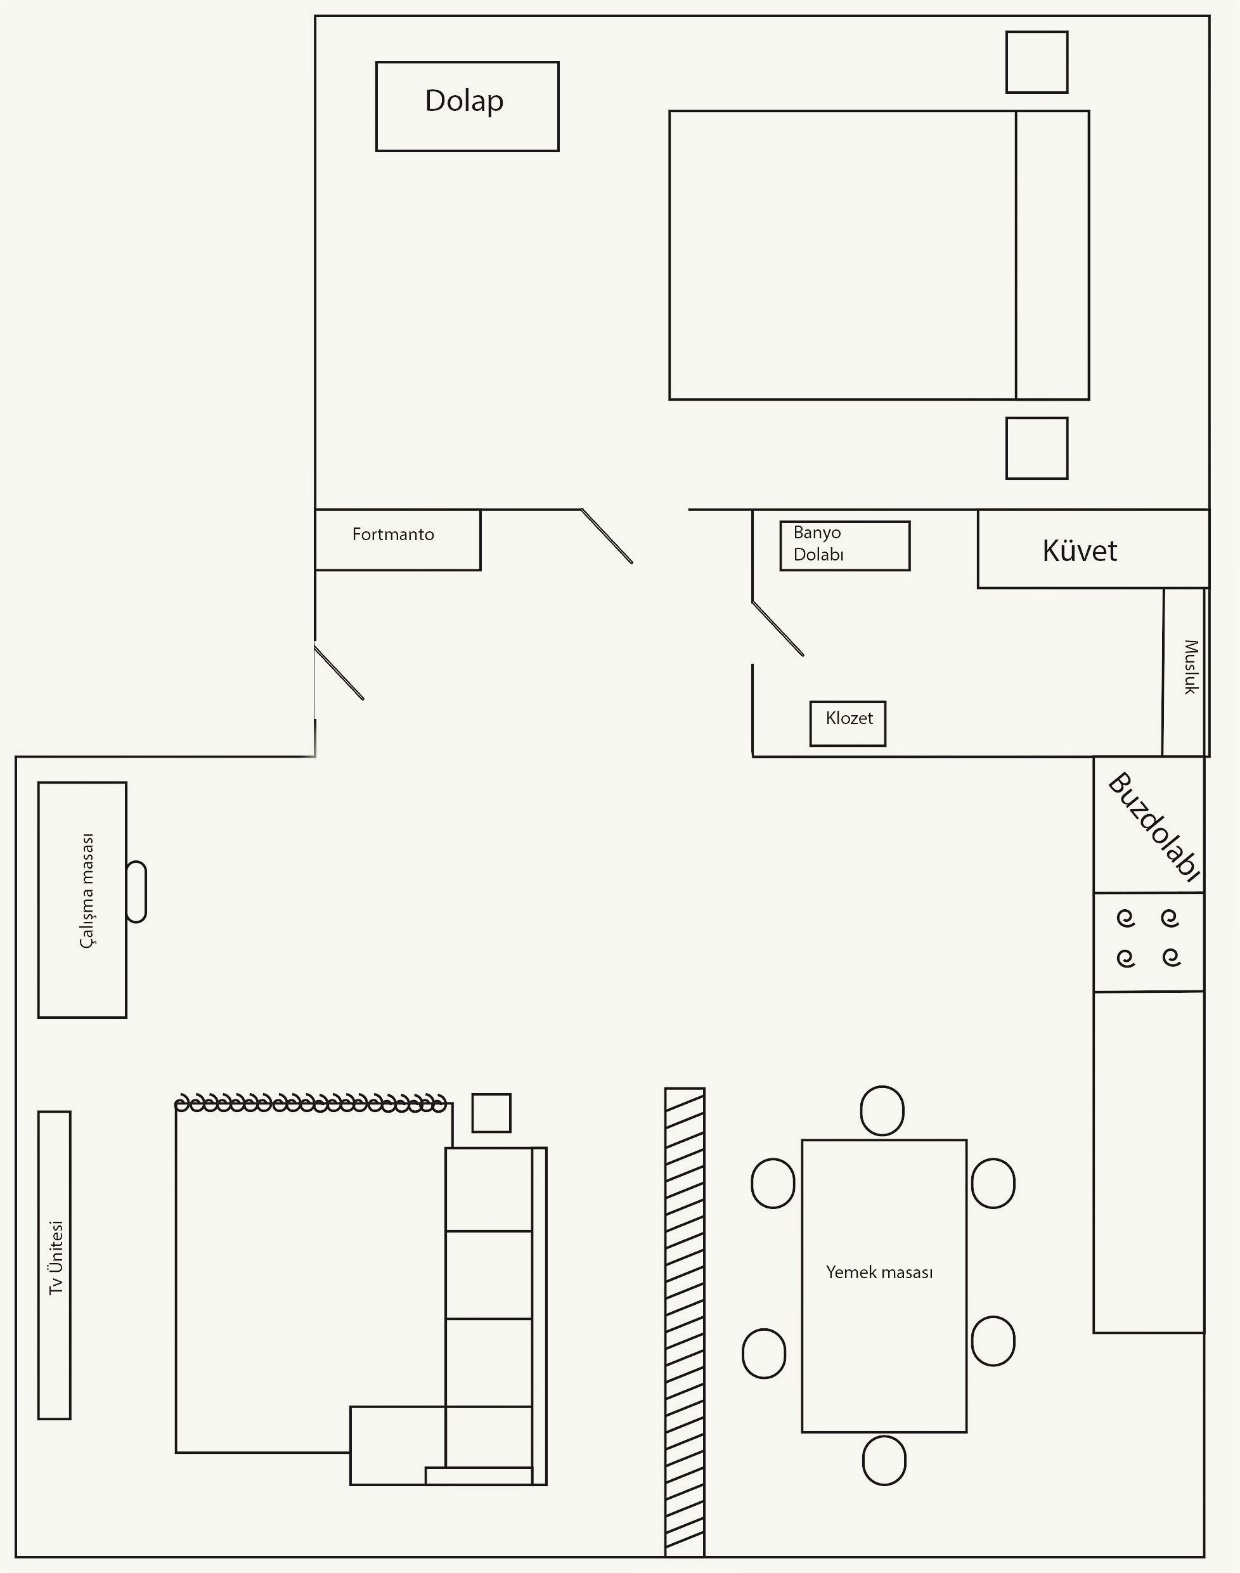 Dolap
Fortmanto
Banyo
Dolabı
Küvet
Musluk
Klozet
Buzdolabı
Çalışma masası
Tv Ünitesi
Yemek masası